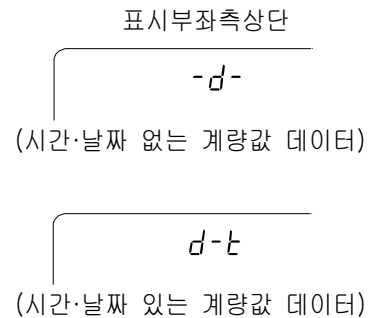 표시부좌측상단
-d-
(시간·날짜 없는 계량값 데이터)
d-t
(시간·날짜 있는 계량값 데이터)